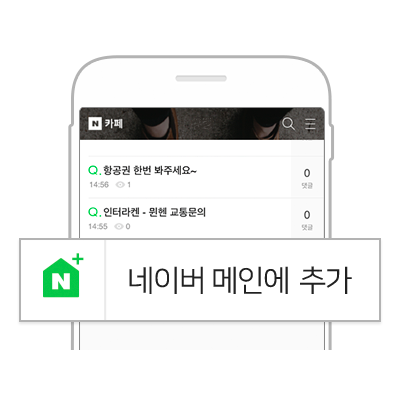 N 카페
Q. 항공권 한번 봐주세요~
0
14:56 1
댓글
Q. 인터라켄 - 뮌헨 교통문의
0
14:55 0
댓글
N 네이버 메인에 추가